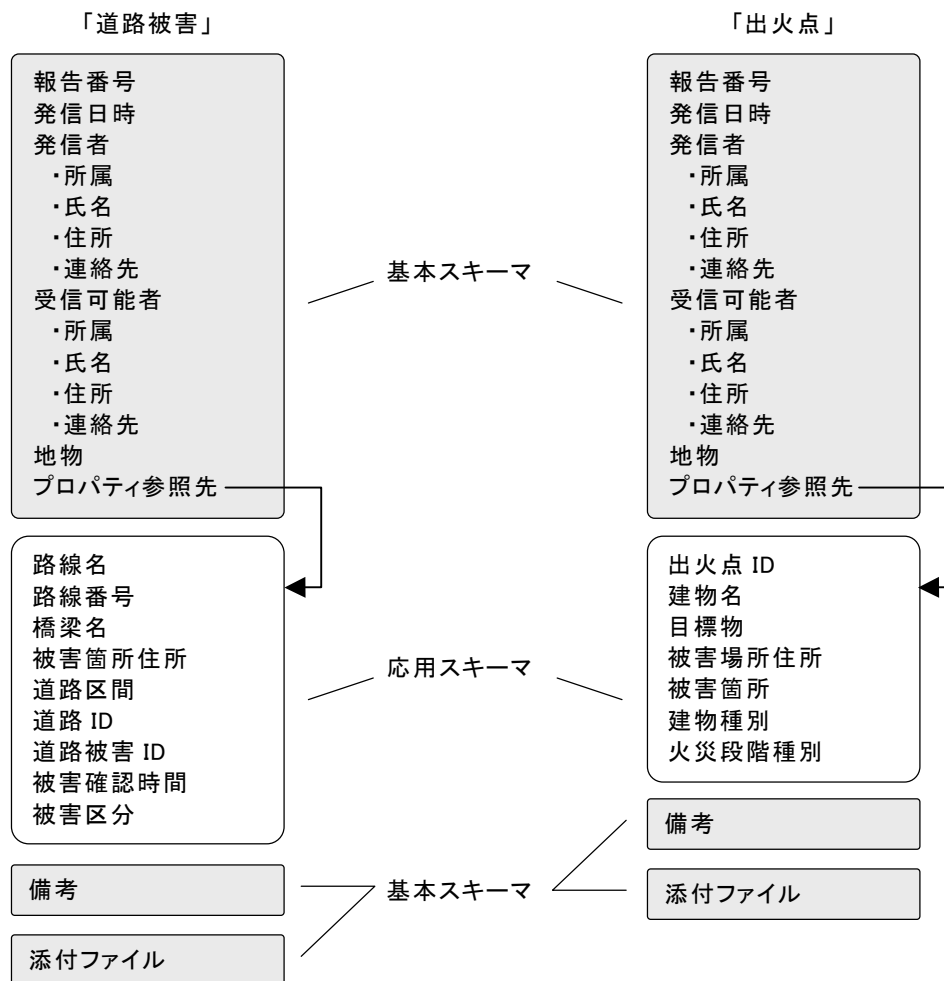 「道路被害」
報告番号
発信日時
発信者
・所属
・氏名
・住所
・連絡先
受信可能者
・所属
・氏名
・住所
・連絡先
地物
プロパティ参照先
路線名
路線番号
橋梁名
被害箇所住所
道路区間
道路 ID
道路被害 ID
被害確認時間
被害区分
備考
添付ファイル
基本スキーマ
応用スキーマ
基本スキーマ
「出火点」
報告番号
発信日時
発信者
・所属
・氏名
・住所
・連絡先
受信可能者
・所属
・氏名
・住所
・連絡先
地物
プロパティ参照先
出火点 ID
建物名
目標物
被害場所住所
被害箇所
建物種別
火災段階種別
備考
添付ファイル